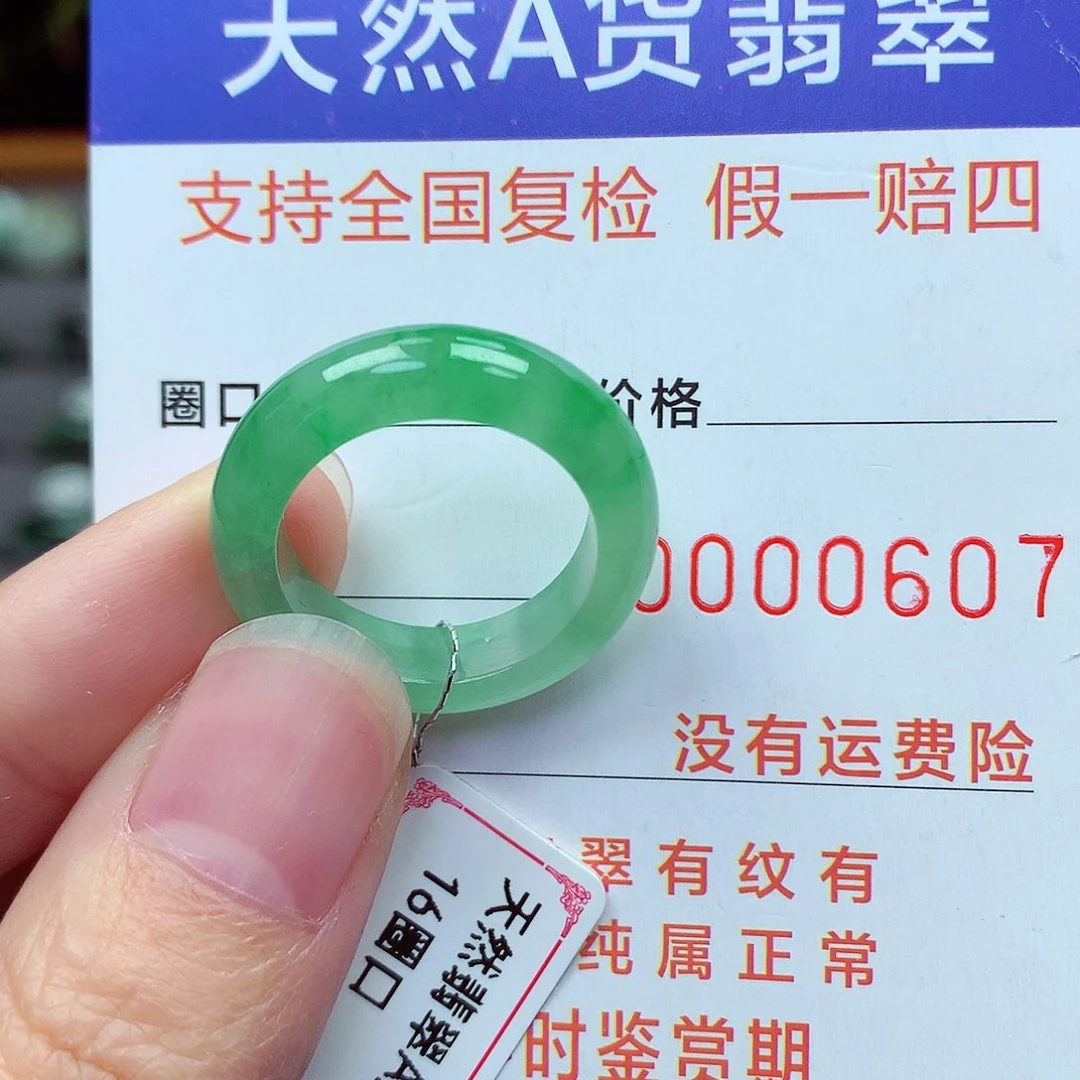 天然A货翡翠
支持全国复检 假一赔四
圈口 价格
0000607
没有运费险
翠有纹有
纯属正常
时鉴赏期
天然翡翠A
16圈口